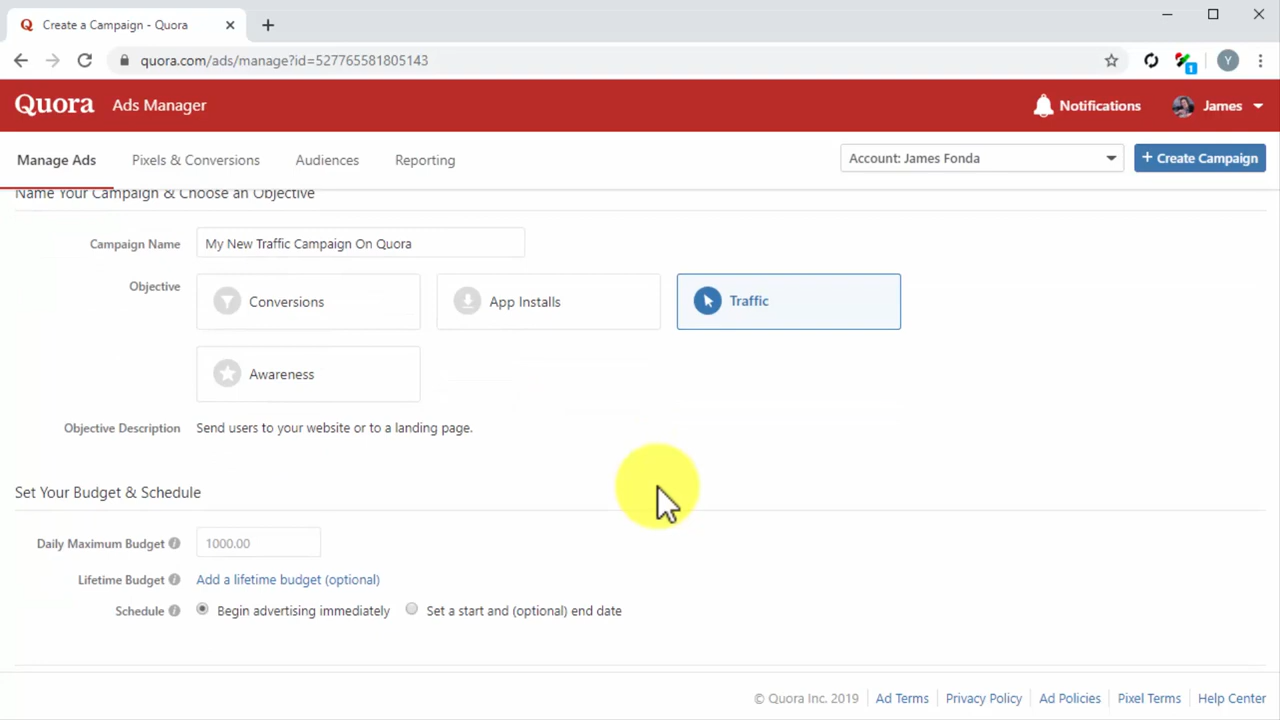 Create a Campaign - Quora
quora.com/ads/manage?id=527765581805143
1
Y
Quora Ads Manager
Notifications
James
Manage Ads
Pixels & Conversions
Audiences
Reporting
Account: James Fonda
+ Create Campaign
Name Your Campaign & Choose an Objective
Campaign Name
My New Traffic Campaign On Quora
Objective
Conversions
App Installs
Traffic
Awareness
Objective Description
Send users to your website or to a landing page.
Set Your Budget & Schedule
Daily Maximum Budget
1000.00
Lifetime Budget
Add a lifetime budget (optional)
Schedule
Begin advertising immediately
Set a start and (optional) end date
© Quora Inc. 2019
Ad Terms
Privacy Policy
Ad Policies
Pixel Terms
Help Center